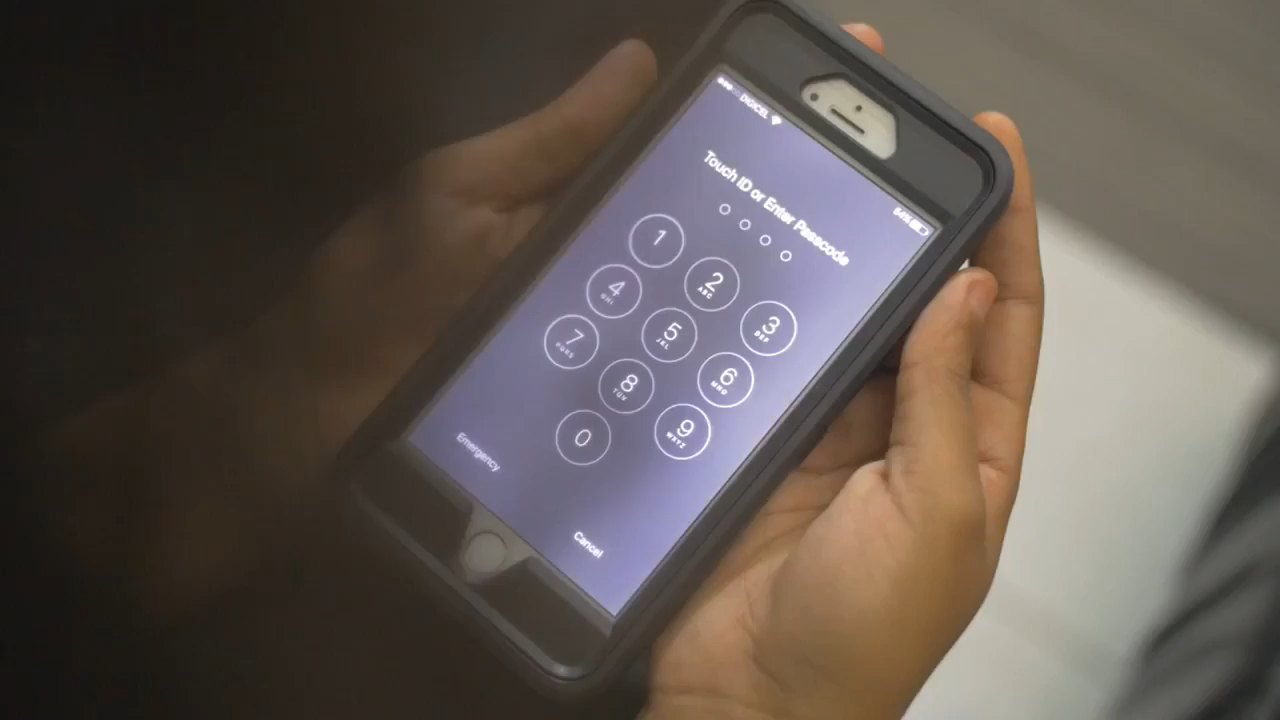 DIGICEL
64%
Touch ID or Enter Passcode
1
2
ABC
3
DEF
4
GHI
5
JKL
6
MNO
7
PQRS
8
TUV
9
WXYZ
0
Emergency
Cancel